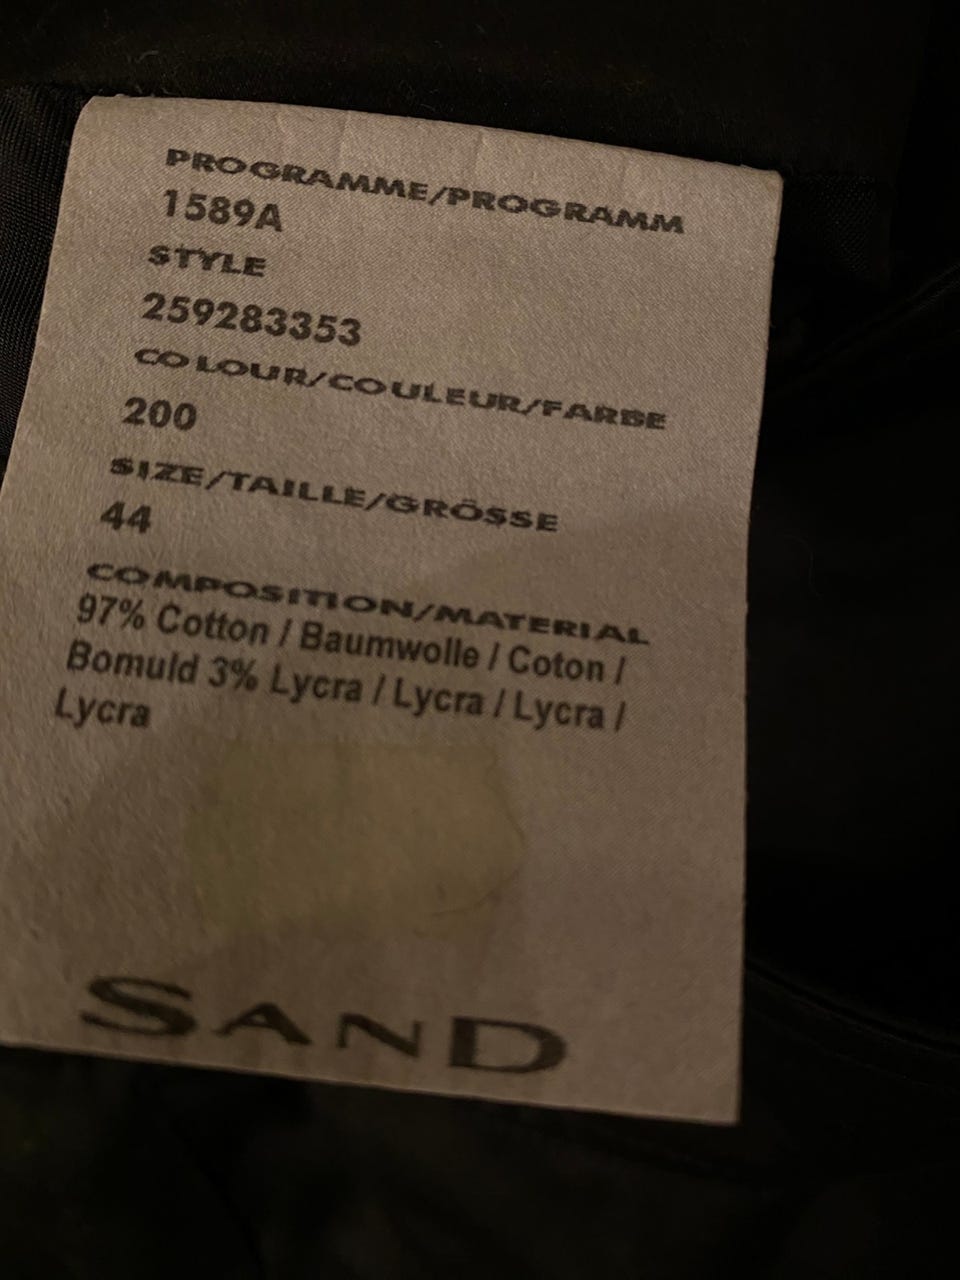 PROGRAMME/PROGRAMM
1589A
STYLE
259283353
COLOUR/COULEUR/FARBE
200
SIZE/TAILLE/GRÖSSE
44
COMPOSITION/MATERIAL
97% Cotton / Baumwolle / Coton /
Bomuld 3% Lycra / Lycra / Lycra /
Lycra
SAND